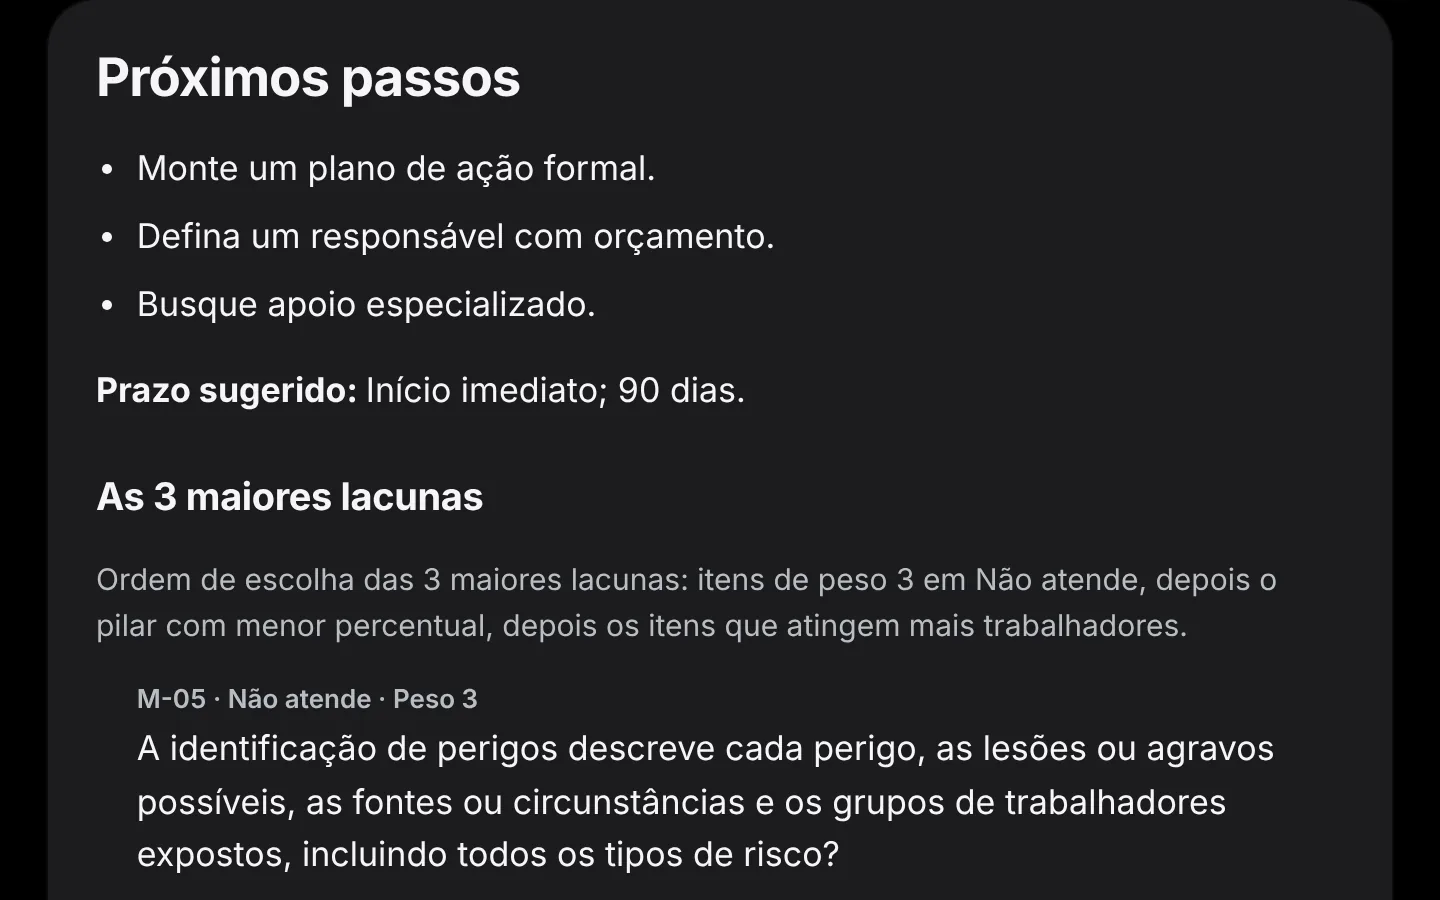 Próximos passos
• Monte um plano de ação formal.
• Defina um responsável com orçamento.
• Busque apoio especializado.
Prazo sugerido: Início imediato; 90 dias.
As 3 maiores lacunas
Ordem de escolha das 3 maiores lacunas: itens de peso 3 em Não atende, depois o
pilar com menor percentual, depois os itens que atingem mais trabalhadores.
M-05 · Não atende · Peso 3
A identificação de perigos descreve cada perigo, as lesões ou agravos
possíveis, as fontes ou circunstâncias e os grupos de trabalhadores
expostos, incluindo todos os tipos de risco?